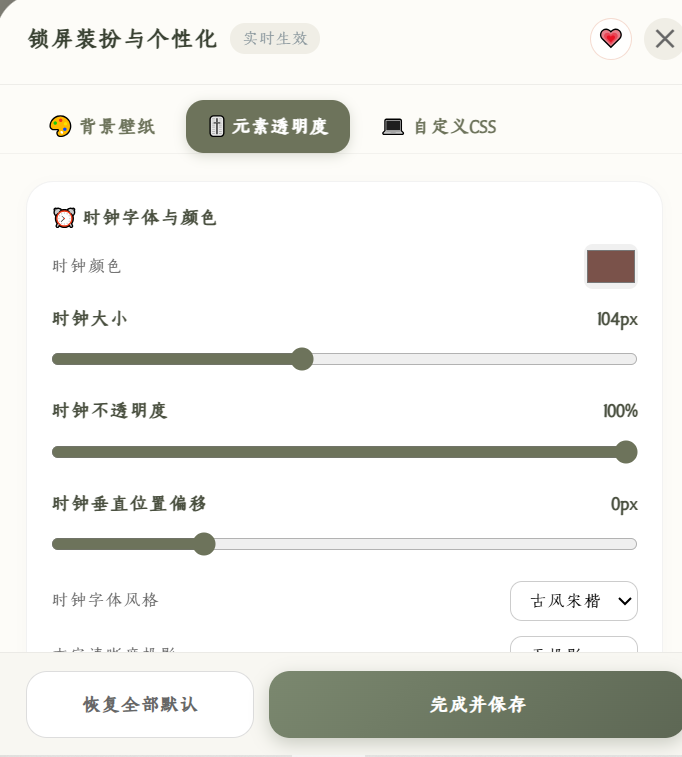 锁屏装扮与个性化 实时生效
背景壁纸 元素透明度 自定义CSS
时钟字体与颜色
时钟颜色
时钟大小 104px
时钟不透明度 100%
时钟垂直位置偏移 0px
时钟字体风格 古风宋楷
恢复全部默认 完成并保存